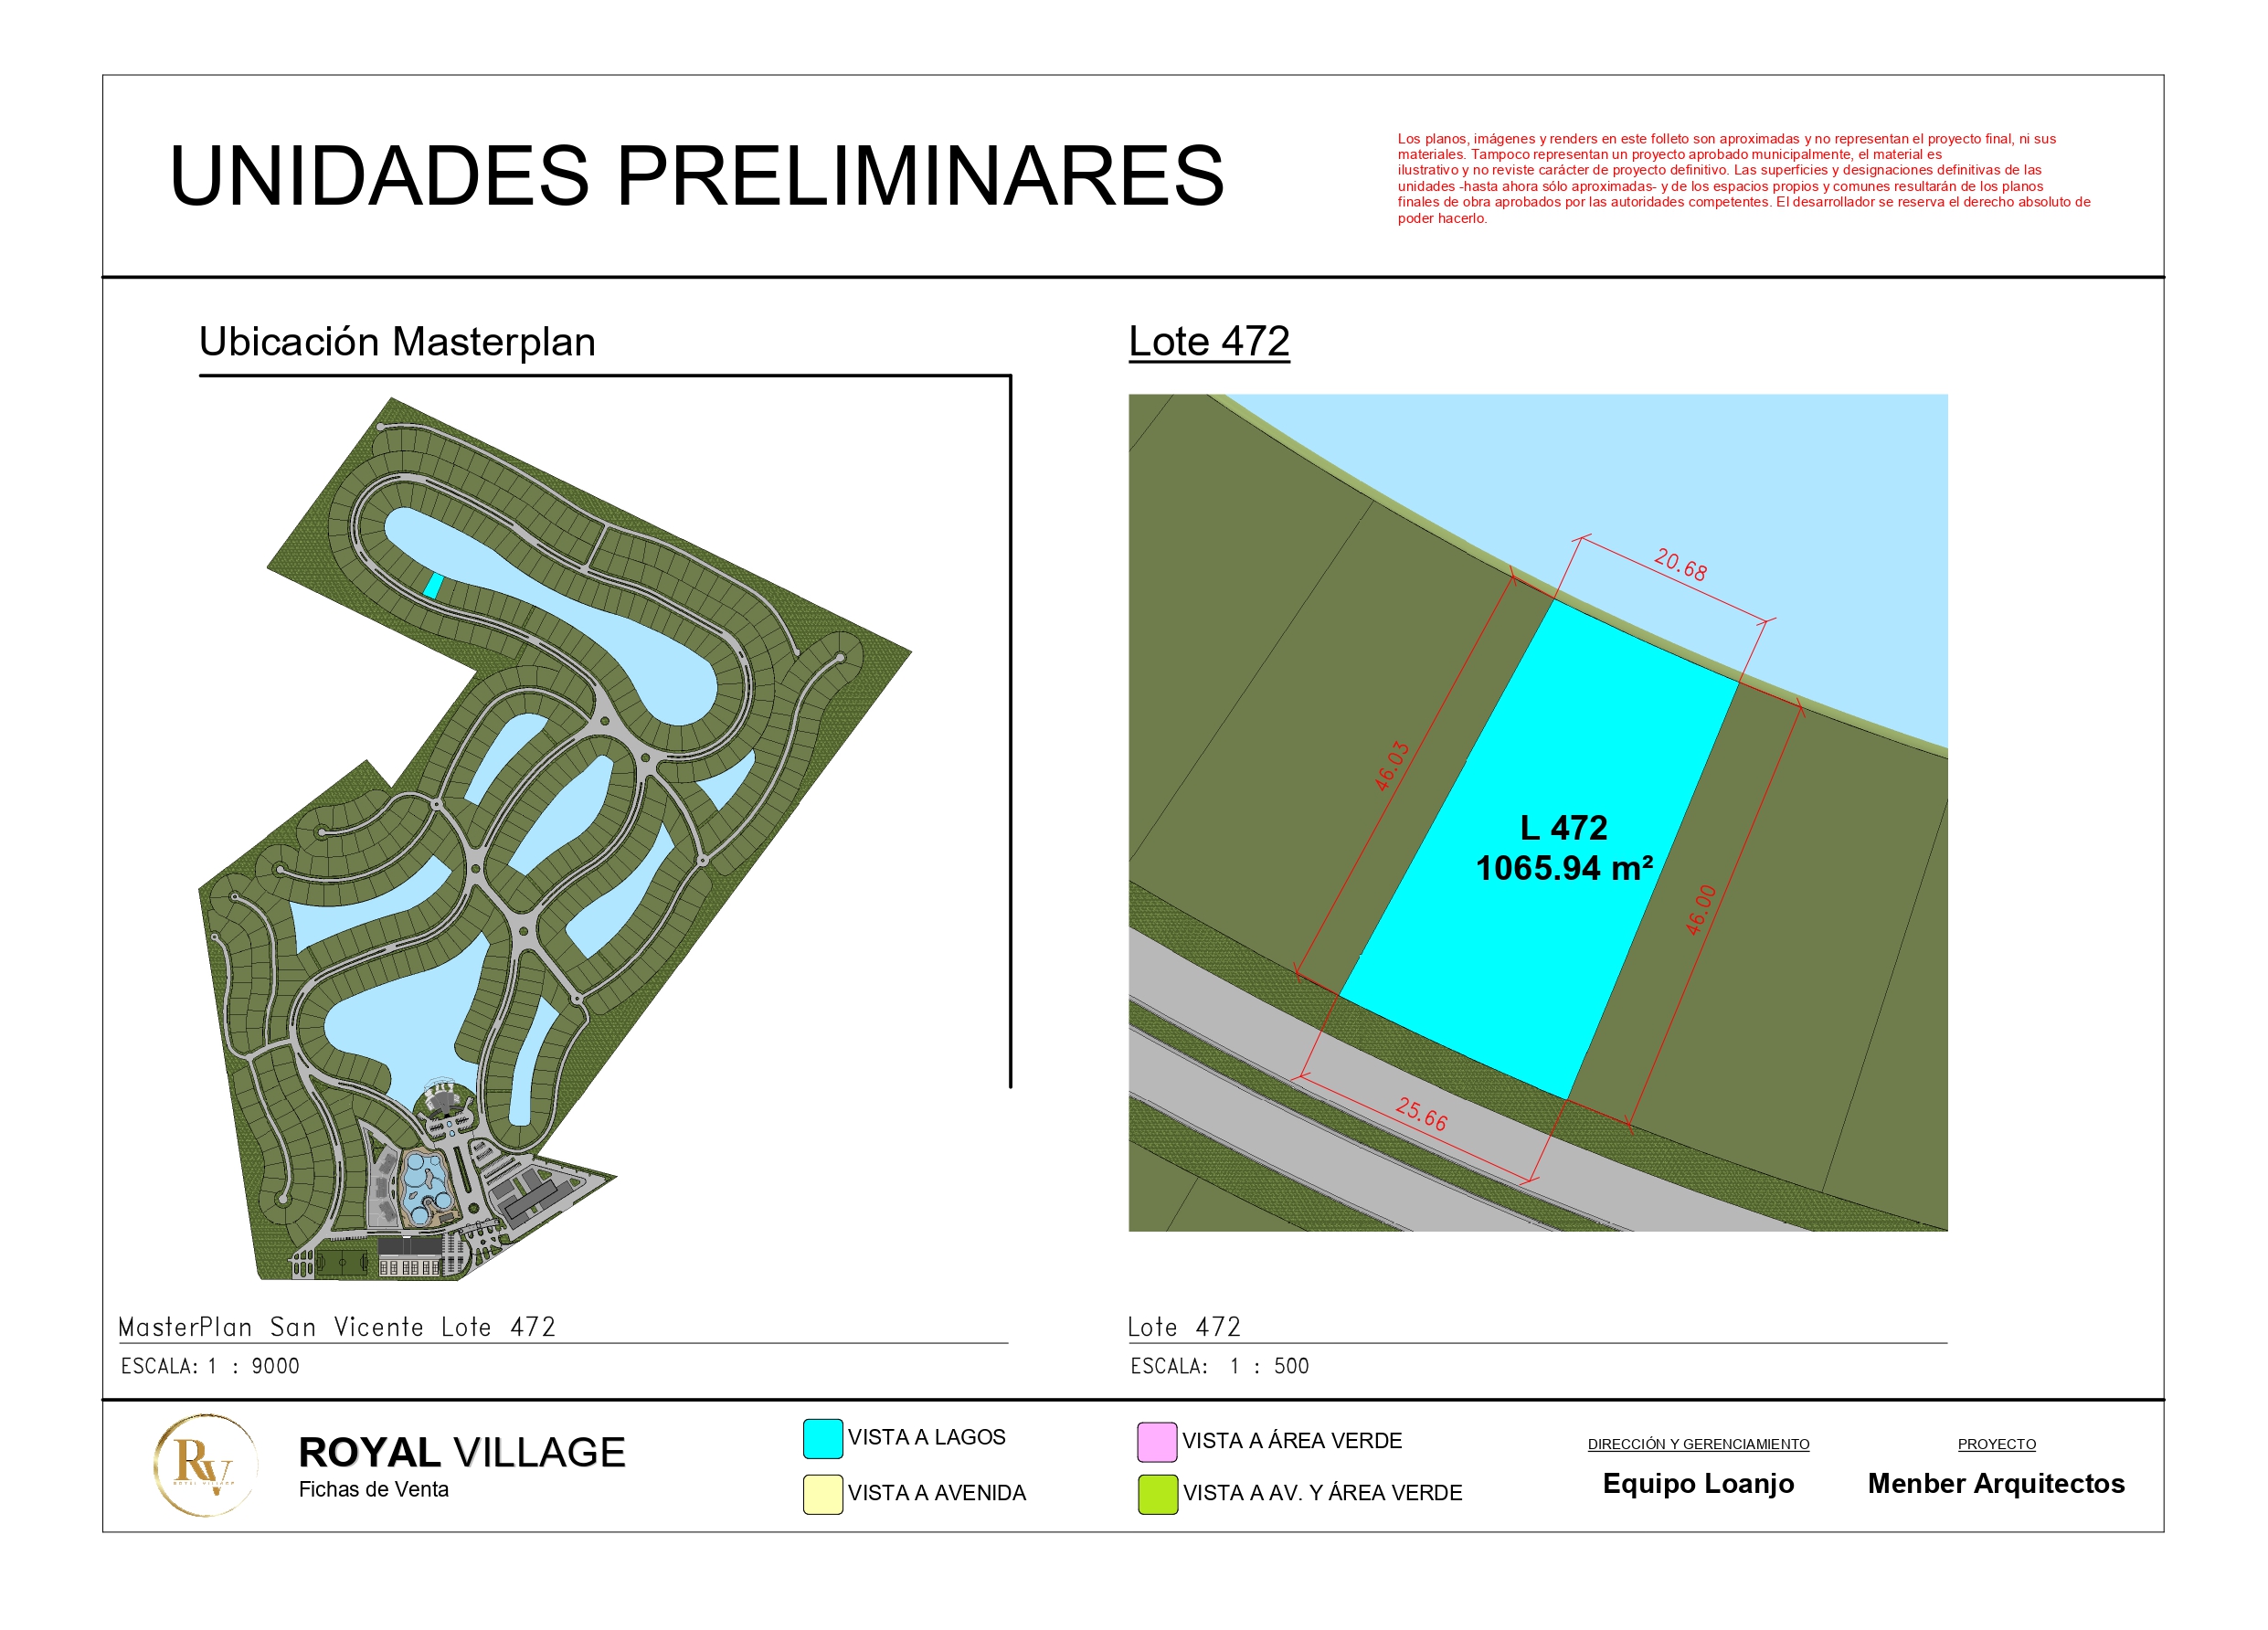 UNIDADES PRELIMINARES
Los planos, imágenes y renders en este folleto son aproximadas y no representan el proyecto final, ni sus
materiales. Tampoco representan un proyecto aprobado municipalmente, el material es
ilustrativo y no reviste carácter de proyecto definitivo. Las superficies y designaciones definitivas de las
unidades -hasta ahora sólo aproximadas- y de los espacios propios y comunes resultarán de los planos
finales de obra aprobados por las autoridades competentes. El desarrollador se reserva el derecho absoluto de
poder hacerlo.
Ubicación Masterplan
Lote 472
20.68
46.03
L 472
1065.94 m²
46.00
25.66
MasterPlan San Vicente Lote 472
ESCALA: 1 : 9000
Lote 472
ESCALA: 1 : 500
RV
ROYAL VILLAGE
ROYAL VILLAGE
Fichas de Venta
VISTA A LAGOS
VISTA A AVENIDA
VISTA A ÁREA VERDE
VISTA A AV. Y ÁREA VERDE
DIRECCIÓN Y GERENCIAMIENTO
Equipo Loanjo
PROYECTO
Menber Arquitectos